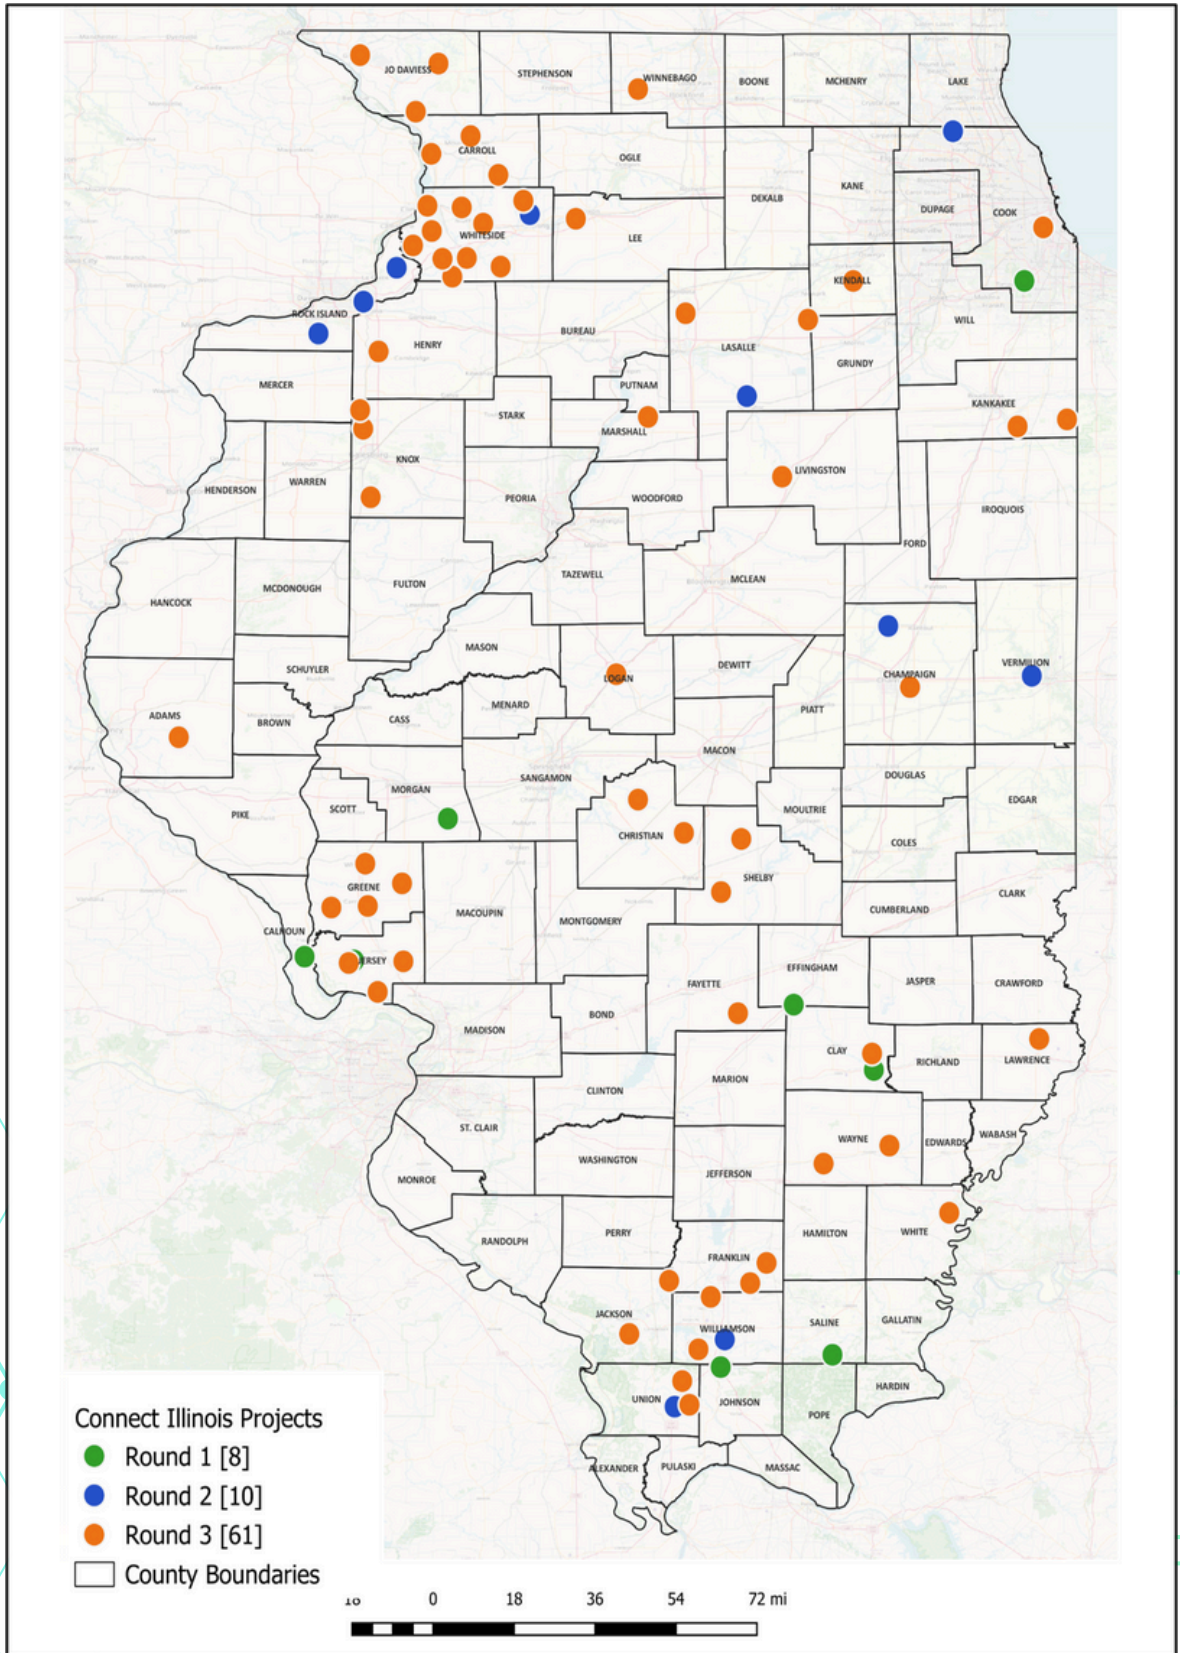 JO DAVIESS
STEPHENSON
WINNEBAGO
BOONE
MCHENRY
LAKE
CARROLL
OGLE
DEKALB
KANE
DUPAGE
COOK
WHITESIDE
LEE
KENDALL
ROCK ISLAND
HENRY
BUREAU
LASALLE
WILL
GRUNDY
MERCER
PUTNAM
STARK
MARSHALL
KANKAKEE
KNOX
LIVINGSTON
HENDERSON
WARREN
PEORIA
WOODFORD
IROQUOIS
FORD
HANCOCK
MCDONOUGH
FULTON
TAZEWELL
MCLEAN
MASON
SCHUYLER
LOGAN
DEWITT
CHAMPAIGN
VERMILION
ADAMS
BROWN
CASS
MENARD
PIATT
MACON
SANGAMON
DOUGLAS
EDGAR
PIKE
SCOTT
MORGAN
CHRISTIAN
MOULTRIE
COLES
GREENE
SHELBY
CLARK
CALHOUN
MACOUPIN
MONTGOMERY
CUMBERLAND
JERSEY
FAYETTE
EFFINGHAM
JASPER
CRAWFORD
MADISON
BOND
CLAY
RICHLAND
LAWRENCE
CLINTON
MARION
ST. CLAIR
WASHINGTON
WAYNE
EDWARDS
WABASH
MONROE
JEFFERSON
RANDOLPH
PERRY
HAMILTON
WHITE
FRANKLIN
JACKSON
WILLIAMSON
SALINE
GALLATIN
UNION
JOHNSON
HARDIN
POPE
ALEXANDER
PULASKI
MASSAC
Connect Illinois Projects
Round 1 [8]
Round 2 [10]
Round 3 [61]
County Boundaries
18 0 18 36 54 72 mi